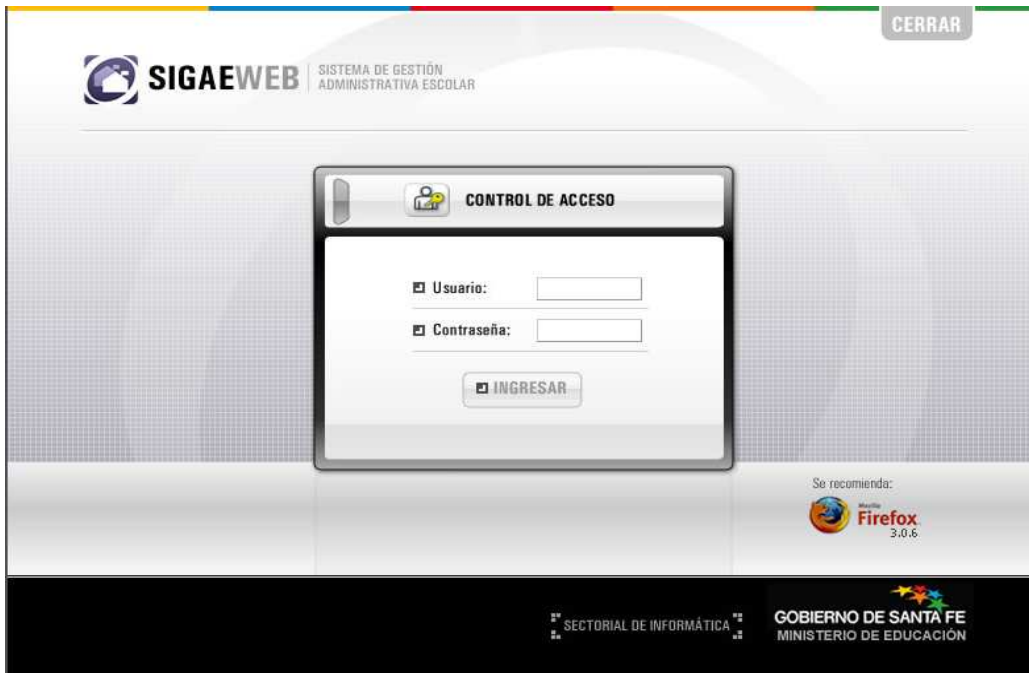 CERRAR
SIGAEWEB
SISTEMA DE GESTIÓN
ADMINISTRATIVA ESCOLAR
CONTROL DE ACCESO
Usuario:
Contraseña:
INGRESAR
Se recomienda:
Mozilla
Firefox
3.0.6
SECTORIAL DE INFORMÁTICA
GOBIERNO DE SANTA FE
MINISTERIO DE EDUCACIÓN